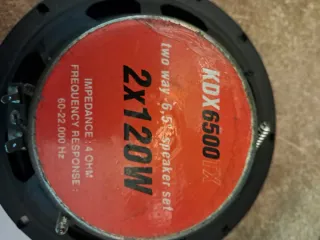 KDX6500
two way -6,5" speaker set
2x120W
IMPEDANCE : 4 OHM
FREQUENCY RESPONSE :
60-22.000 Hz